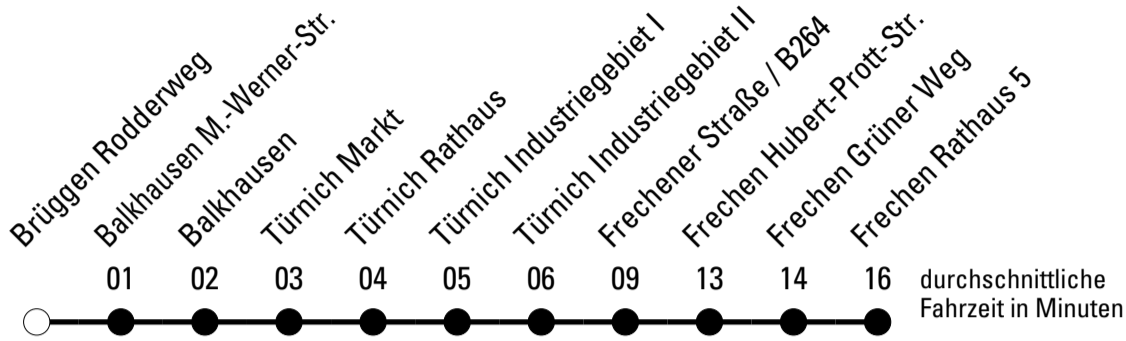 Brüggen Rodderweg
Balkhausen M.-Werner-Str.
Balkhausen
Türnich Markt
Türnich Rathaus
Türnich Industriegebiet I
Türnich Industriegebiet II
Frechener Straße / B264
Frechen Hubert-Prott-Str.
Frechen Grüner Weg
Frechen Rathaus 5
01 02 03 04 05 06 09 13 14 16
durchschnittliche
Fahrzeit in Minuten